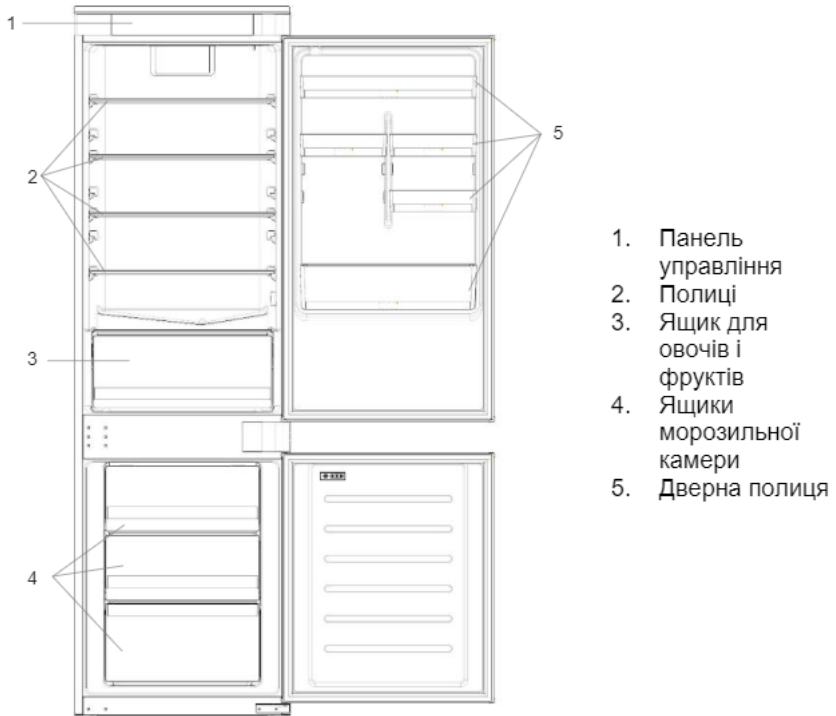 1
2
3
4
5
1. Панель
управління
2. Полиці
3. Ящик для
овочів і
фруктів
4. Ящики
морозильної
камери
5. Дверна полиця